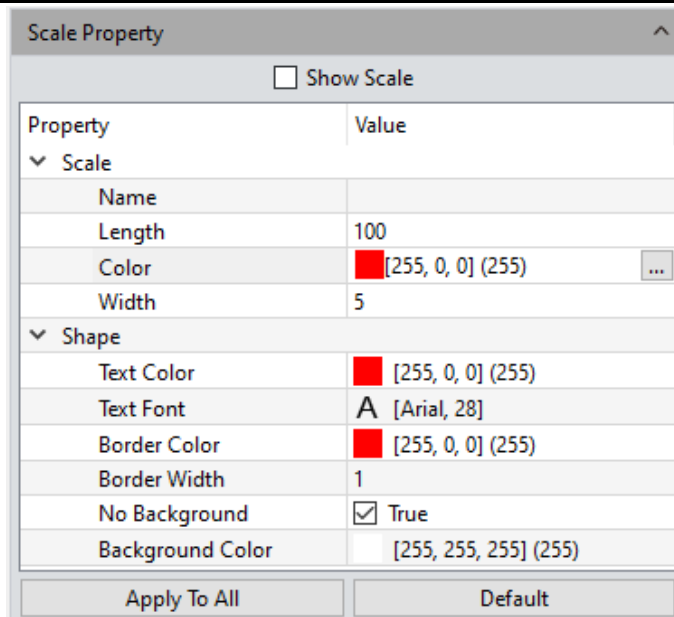 Scale Property
Show Scale
Property Value
Scale
Name
Length 100
Color [255, 0, 0] (255) ...
Width 5
Shape
Text Color [255, 0, 0] (255)
Text Font A [Arial, 28]
Border Color [255, 0, 0] (255)
Border Width 1
No Background True
Background Color [255, 255, 255] (255)
Apply To All Default